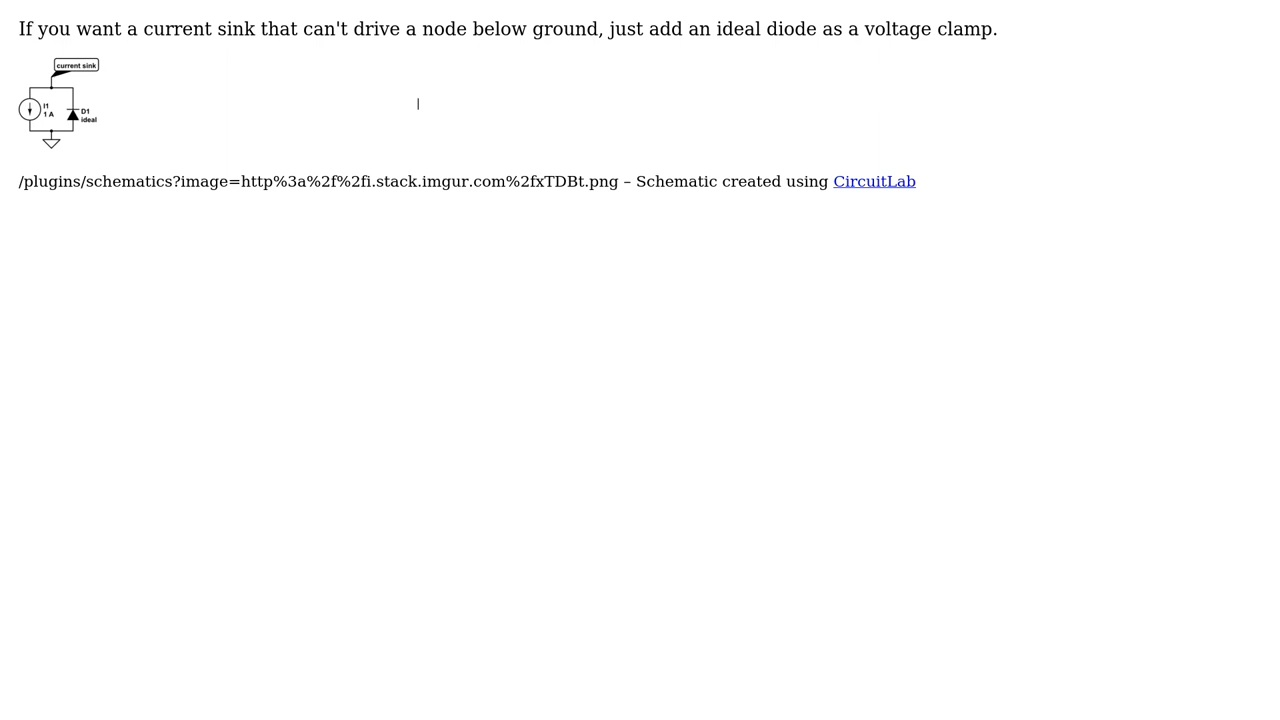 If you want a current sink that can't drive a node below ground, just add an ideal diode as a voltage clamp.
current sink
I1
1 A
D1
ideal
/plugins/schematics?image=http%3a%2f%2fi.stack.imgur.com%2fxTDBt.png – Schematic created using CircuitLab